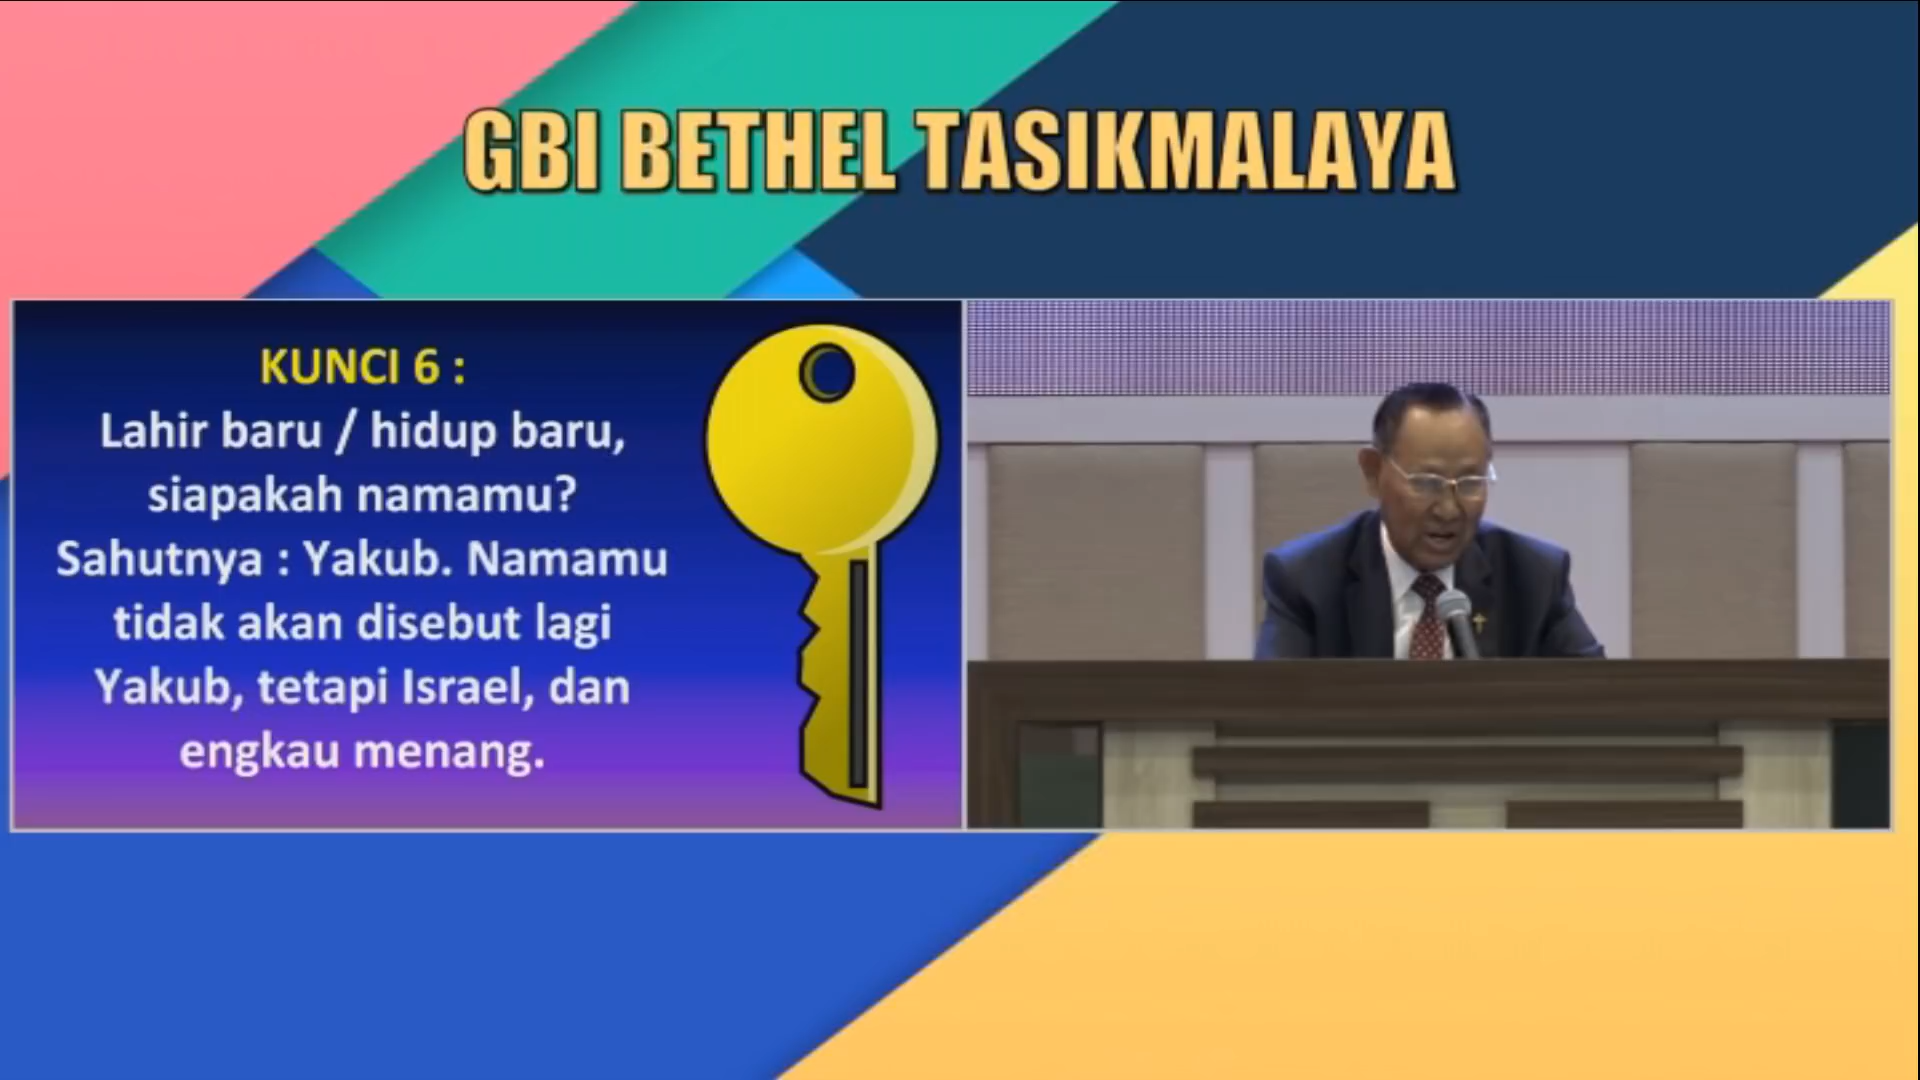 GBI BETHEL TASIKMALAYA
KUNCI 6 :
Lahir baru / hidup baru,
siapakah namamu?
Sahutnya : Yakub. Namamu
tidak akan disebut lagi
Yakub, tetapi Israel, dan
engkau menang.